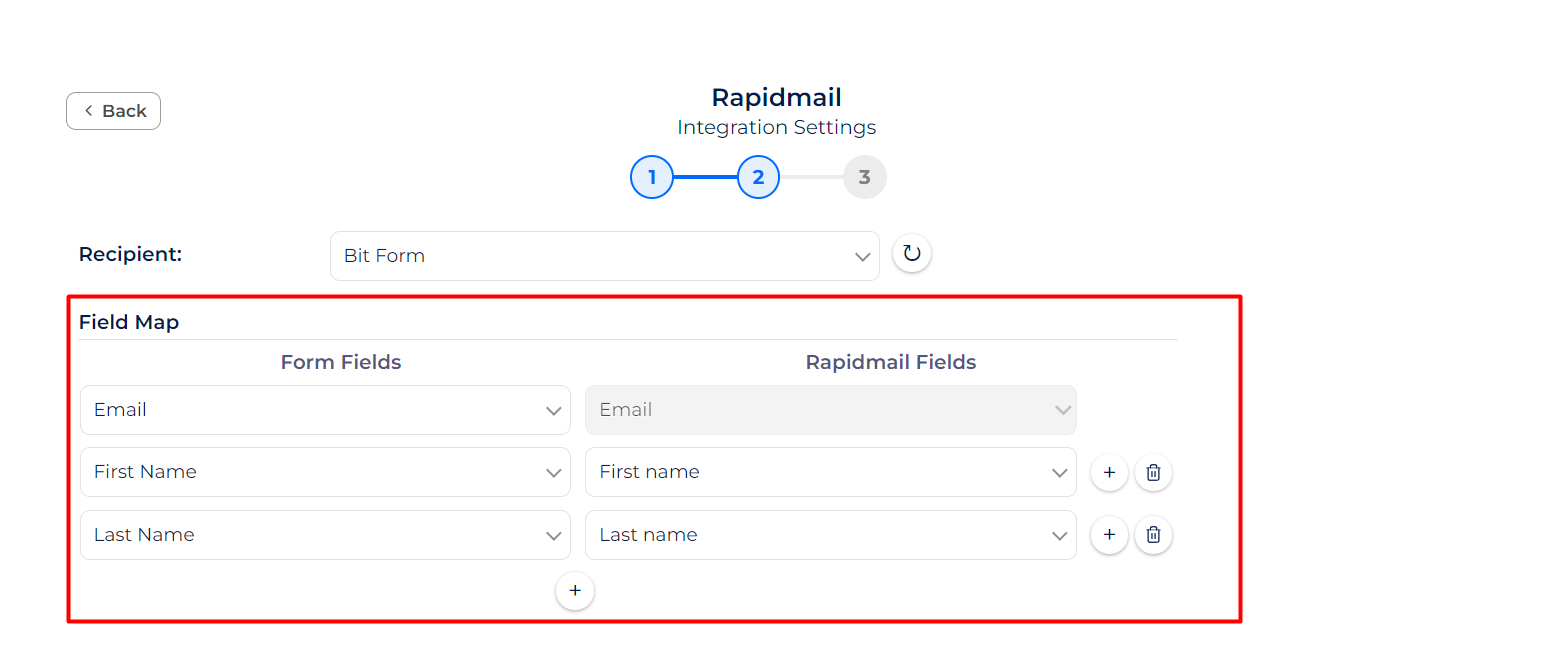 Back
Rapidmail
Integration Settings
1 2 3
Recipient: Bit Form
Field Map
Form Fields Rapidmail Fields
Email Email
First Name First name
+
Last Name Last name
+
+